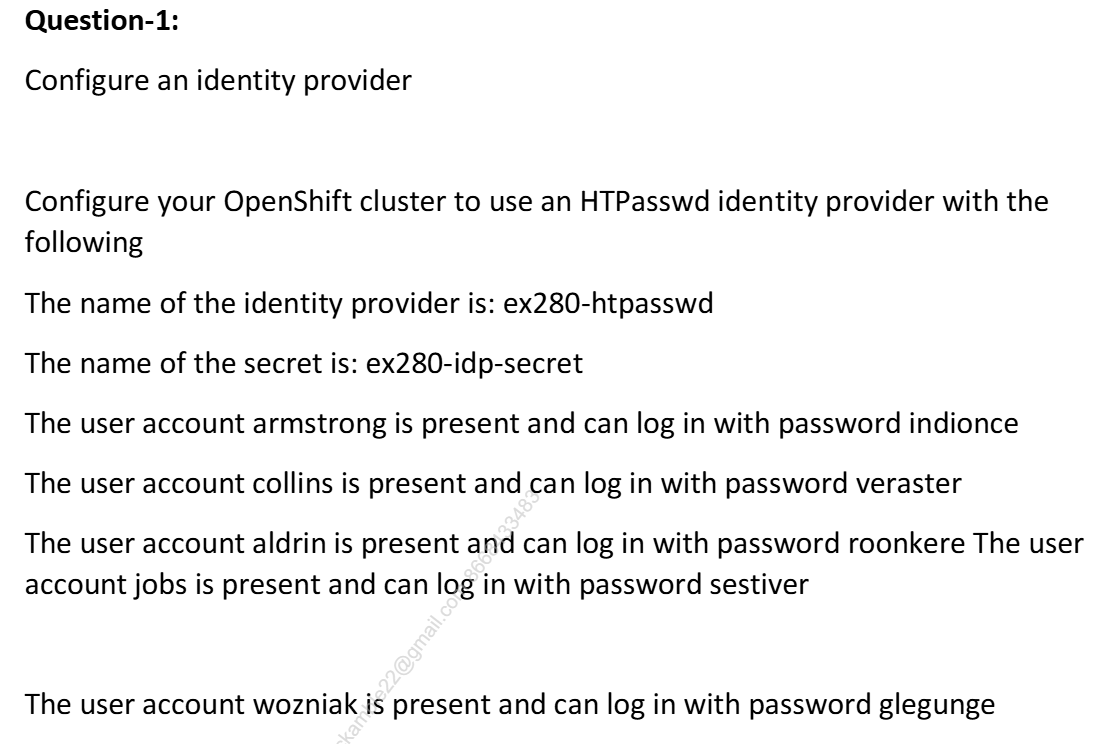 Question-1:
Configure an identity provider
Configure your OpenShift cluster to use an HTPasswd identity provider with the
following
The name of the identity provider is: ex280-htpasswd
The name of the secret is: ex280-idp-secret
The user account armstrong is present and can log in with password indionce
The user account collins is present and can log in with password veraster
The user account aldrin is present and can log in with password roonkere The user
account jobs is present and can log in with password sestiver
The user account wozniak is present and can log in with password glegunge